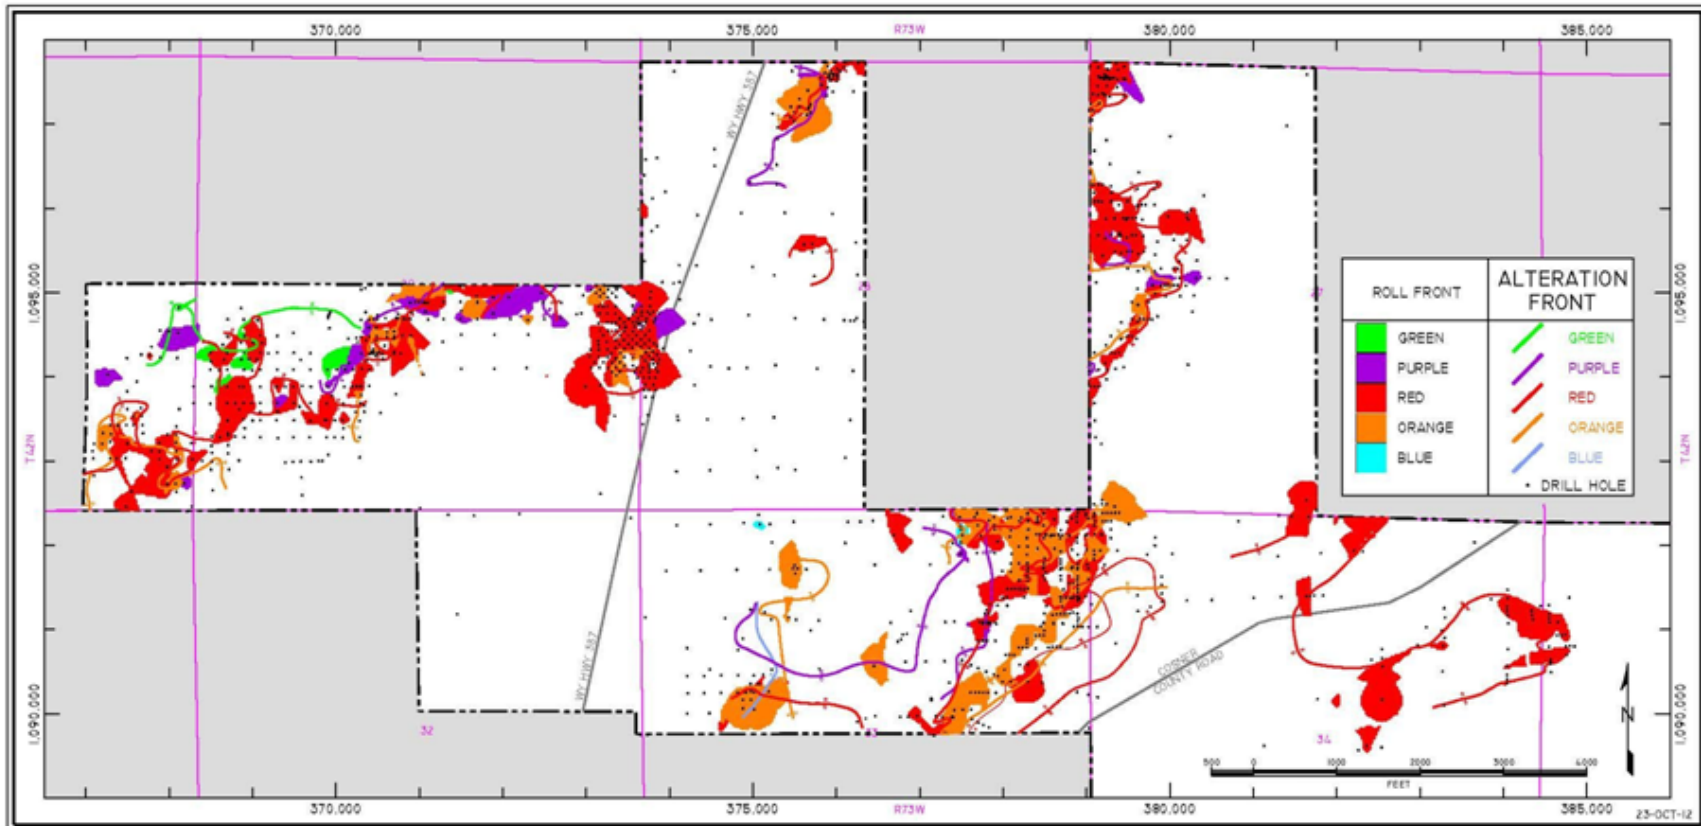 370,000 375,000 R73W 380,000 385,000
WY HWY 387
1,095,000
1,095,000
ROLL FRONT
ALTERATION
FRONT
GREEN GREEN
PURPLE PURPLE
RED RED
ORANGE ORANGE
BLUE BLUE
DRILL HOLE
T42N
T42N
WY HWY 387
COSNER
COUNTY ROAD
1,090,000
1,090,000
32
34
N
500 0 1000 2000 3000 4000
FEET
370,000 375,000 R73W 380,000 385,000
23-OCT-12